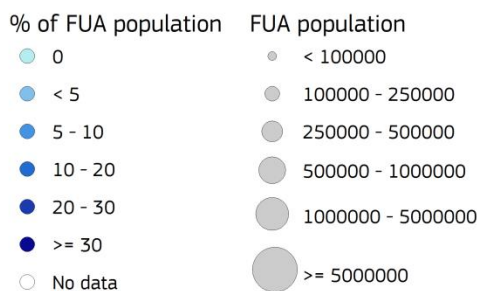 % of FUA population
0
< 5
5 - 10
10 - 20
20 - 30
>= 30
No data
FUA population
< 100000
100000 - 250000
250000 - 500000
500000 - 1000000
1000000 - 5000000
>= 5000000